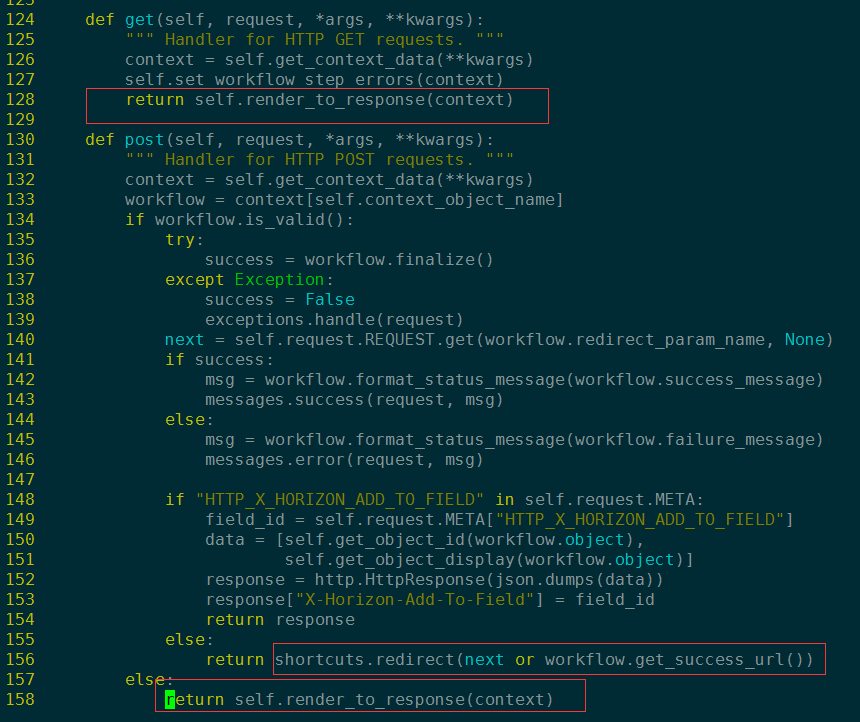 123
124     def get(self, request, *args, **kwargs):
125         """ Handler for HTTP GET requests. """
126         context = self.get_context_data(**kwargs)
127         self.set_workflow_step_errors(context)
128         return self.render_to_response(context)
129
130     def post(self, request, *args, **kwargs):
131         """ Handler for HTTP POST requests. """
132         context = self.get_context_data(**kwargs)
133         workflow = context[self.context_object_name]
134         if workflow.is_valid():
135             try:
136                 success = workflow.finalize()
137             except Exception:
138                 success = False
139                 exceptions.handle(request)
140             next = self.request.REQUEST.get(workflow.redirect_param_name, None)
141             if success:
142                 msg = workflow.format_status_message(workflow.success_message)
143                 messages.success(request, msg)
144             else:
145                 msg = workflow.format_status_message(workflow.failure_message)
146                 messages.error(request, msg)
147
148             if "HTTP_X_HORIZON_ADD_TO_FIELD" in self.request.META:
149                 field_id = self.request.META["HTTP_X_HORIZON_ADD_TO_FIELD"]
150                 data = [self.get_object_id(workflow.object),
151                         self.get_object_display(workflow.object)]
152                 response = http.HttpResponse(json.dumps(data))
153                 response["X-Horizon-Add-To-Field"] = field_id
154                 return response
155             else:
156                 return shortcuts.redirect(next or workflow.get_success_url())
157         else:
158             return self.render_to_response(context)